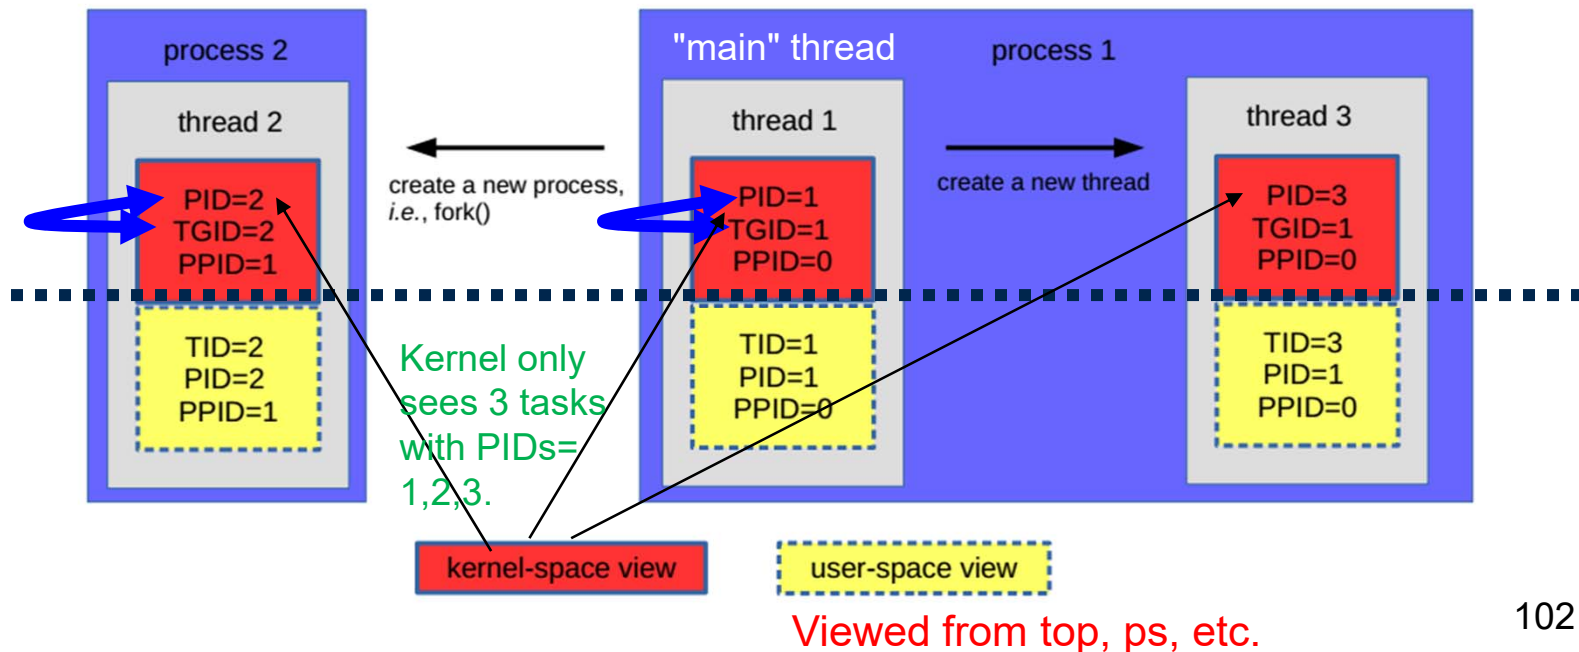 process 2
thread 2
PID=2
TGID=2
PPID=1
TID=2
PID=2
PPID=1
create a new process,
i.e., fork()
Kernel only
sees 3 tasks
with PIDs=
1,2,3.
"main" thread
process 1
thread 1
PID=1
TGID=1
PPID=0
TID=1
PID=1
PPID=0
create a new thread
thread 3
PID=3
TGID=1
PPID=0
TID=3
PID=1
PPID=0
kernel-space view
user-space view
Viewed from top, ps, etc.
102